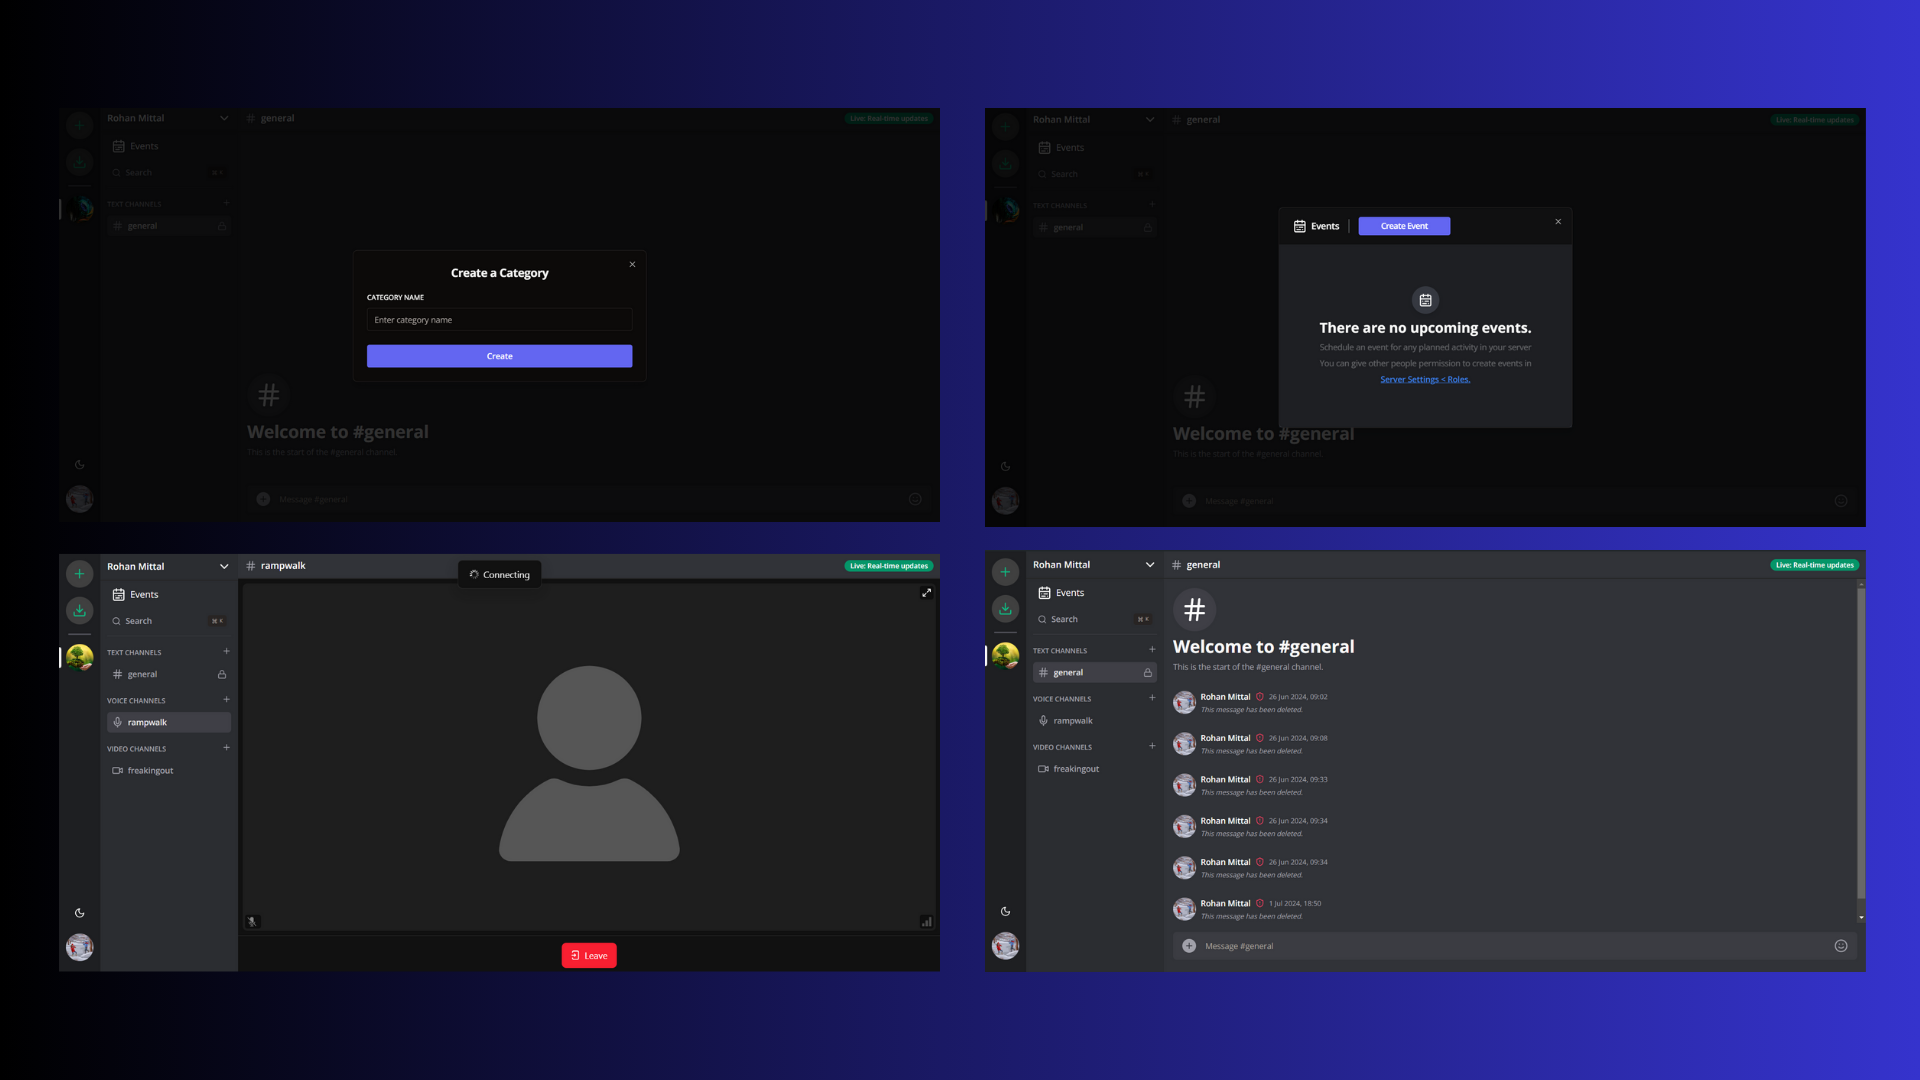 Rohan Mittal
# general
Live: Real-time updates
Events
Search
⌘ K
TEXT CHANNELS
+
# general
Create a Category
CATEGORY NAME
Enter category name
Create
#
Welcome to #general
This is the start of the #general channel.
Message #general
Rohan Mittal
# general
Live: Real-time updates
Events
Search
⌘ K
TEXT CHANNELS
+
# general
Events
Create Event
There are no upcoming events.
Schedule an event for any planned activity in your server
You can give other people permission to create events in
Server Settings < Roles.
#
Welcome to #general
This is the start of the #general channel.
Message #general
Rohan Mittal
# rampwalk
Connecting
Live: Real-time updates
Events
Search
⌘ K
TEXT CHANNELS
+
# general
VOICE CHANNELS
+
rampwalk
VIDEO CHANNELS
+
freakingout
Leave
Rohan Mittal
# general
Live: Real-time updates
Events
Search
⌘ K
TEXT CHANNELS
+
# general
VOICE CHANNELS
+
rampwalk
VIDEO CHANNELS
+
freakingout
#
Welcome to #general
This is the start of the #general channel.
Rohan Mittal 26 Jun 2024, 09:02
This message has been deleted.
Rohan Mittal 26 Jun 2024, 09:08
This message has been deleted.
Rohan Mittal 26 Jun 2024, 09:33
This message has been deleted.
Rohan Mittal 26 Jun 2024, 09:34
This message has been deleted.
Rohan Mittal 26 Jun 2024, 09:34
This message has been deleted.
Rohan Mittal 1 Jul 2024, 18:50
This message has been deleted.
Message #general